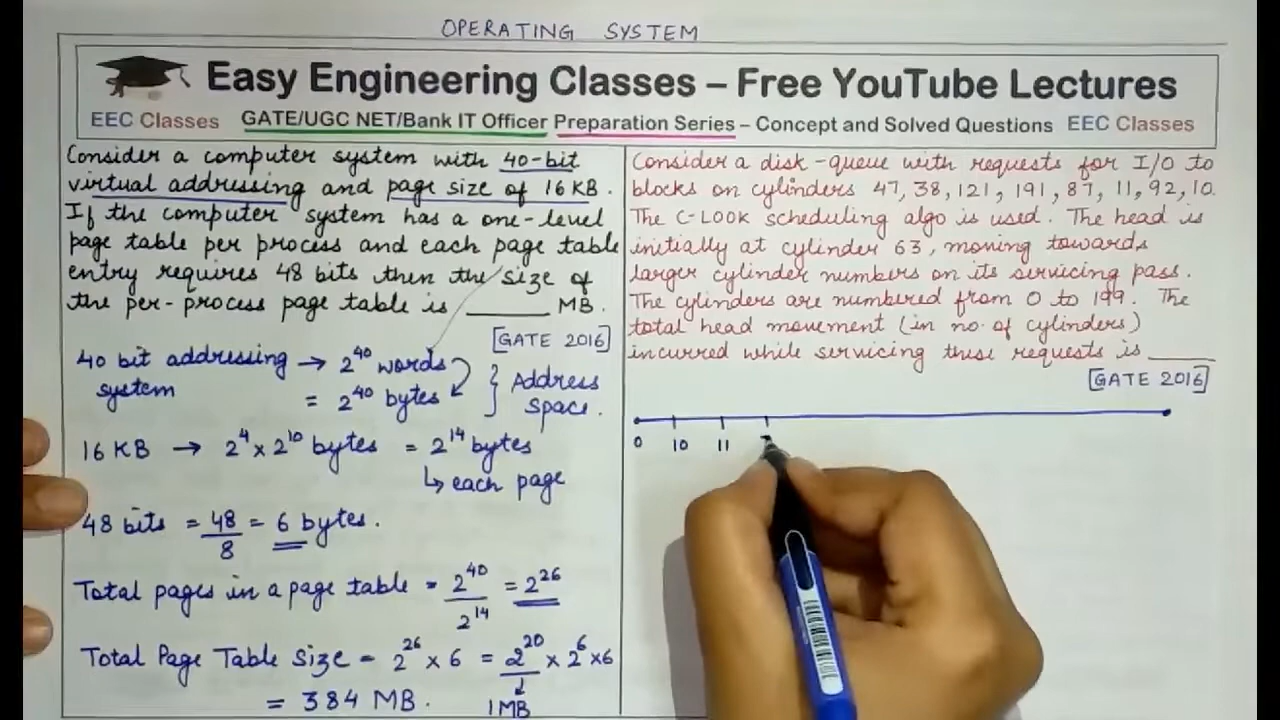 OPERATING SYSTEM
Easy Engineering Classes – Free YouTube Lectures
EEC Classes GATE/UGC NET/Bank IT Officer Preparation Series – Concept and Solved Questions EEC Classes
Consider a computer system with 40-bit
virtual addressing and page size of 16 KB.
If the computer system has a one-level
page table per process and each page table
entry requires 48 bits then the size of
the per-process page table is ______ MB.
[GATE 2016]
40 bit addressing → 2^40 words
system = 2^40 bytes
} Address
Space.
16 KB → 2^4 x 2^10 bytes = 2^14 bytes
↳ each page
48 bits = 48/8 = 6 bytes.
Total pages in a page table = 2^40/2^14 = 2^26
Total Page Table Size = 2^26 x 6 = 2^20 x 2^6 x 6
↓
= 384 MB. 1MB
Consider a disk-queue with requests for I/O to
blocks on cylinders 47, 38, 121, 191, 87, 11, 92, 10.
The C-LOOK scheduling algo is used. The head is
initially at cylinder 63, moving towards
larger cylinder numbers on its servicing pass.
The cylinders are numbered from 0 to 199. The
total head movement (in no. of cylinders)
incurred while servicing these requests is ______
[GATE 2016]
0 10 11